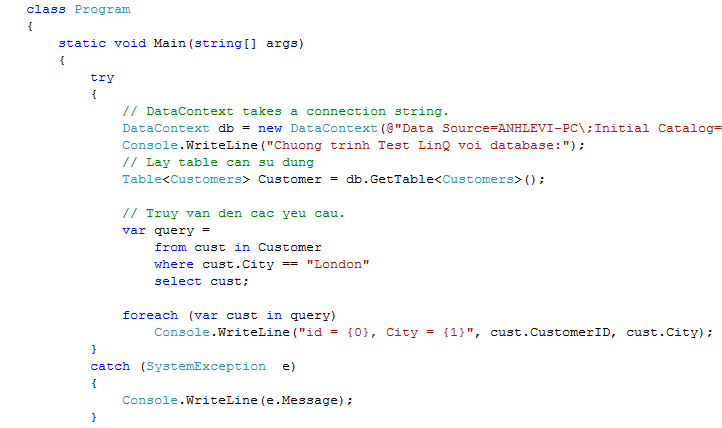 class Program
{
static void Main(string[] args)
{
try
{
// DataContext takes a connection string.
DataContext db = new DataContext(@"Data Source=ANHLEVI-PC\;Initial Catalog=
Console.WriteLine("Chuong trinh Test LinQ voi database:");
// Lay table can su dung
Table<Customers> Customer = db.GetTable<Customers>();
// Truy van den cac yeu cau.
var query =
from cust in Customer
where cust.City == "London"
select cust;
foreach (var cust in query)
Console.WriteLine("id = {0}, City = {1}", cust.CustomerID, cust.City);
}
catch (SystemException  e)
{
Console.WriteLine(e.Message);
}